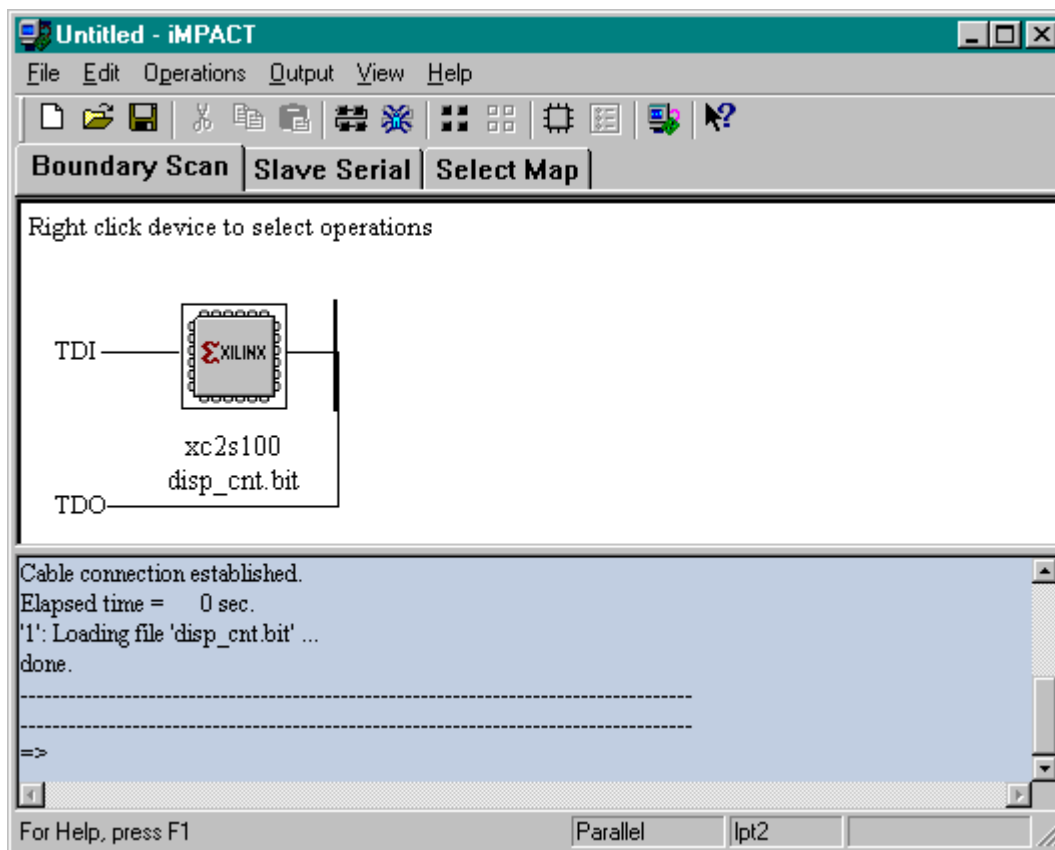 Untitled - iMPACT
File Edit Operations Output View Help
Boundary Scan Slave Serial Select Map
Right click device to select operations
TDI
XILINX
xc2s100
disp_cnt.bit
TDO
Cable connection established.
Elapsed time = 0 sec.
'1': Loading file 'disp_cnt.bit' ...
done.
----------------------------------------------------------------------------------
----------------------------------------------------------------------------------
=>
For Help, press F1 Parallel lpt2